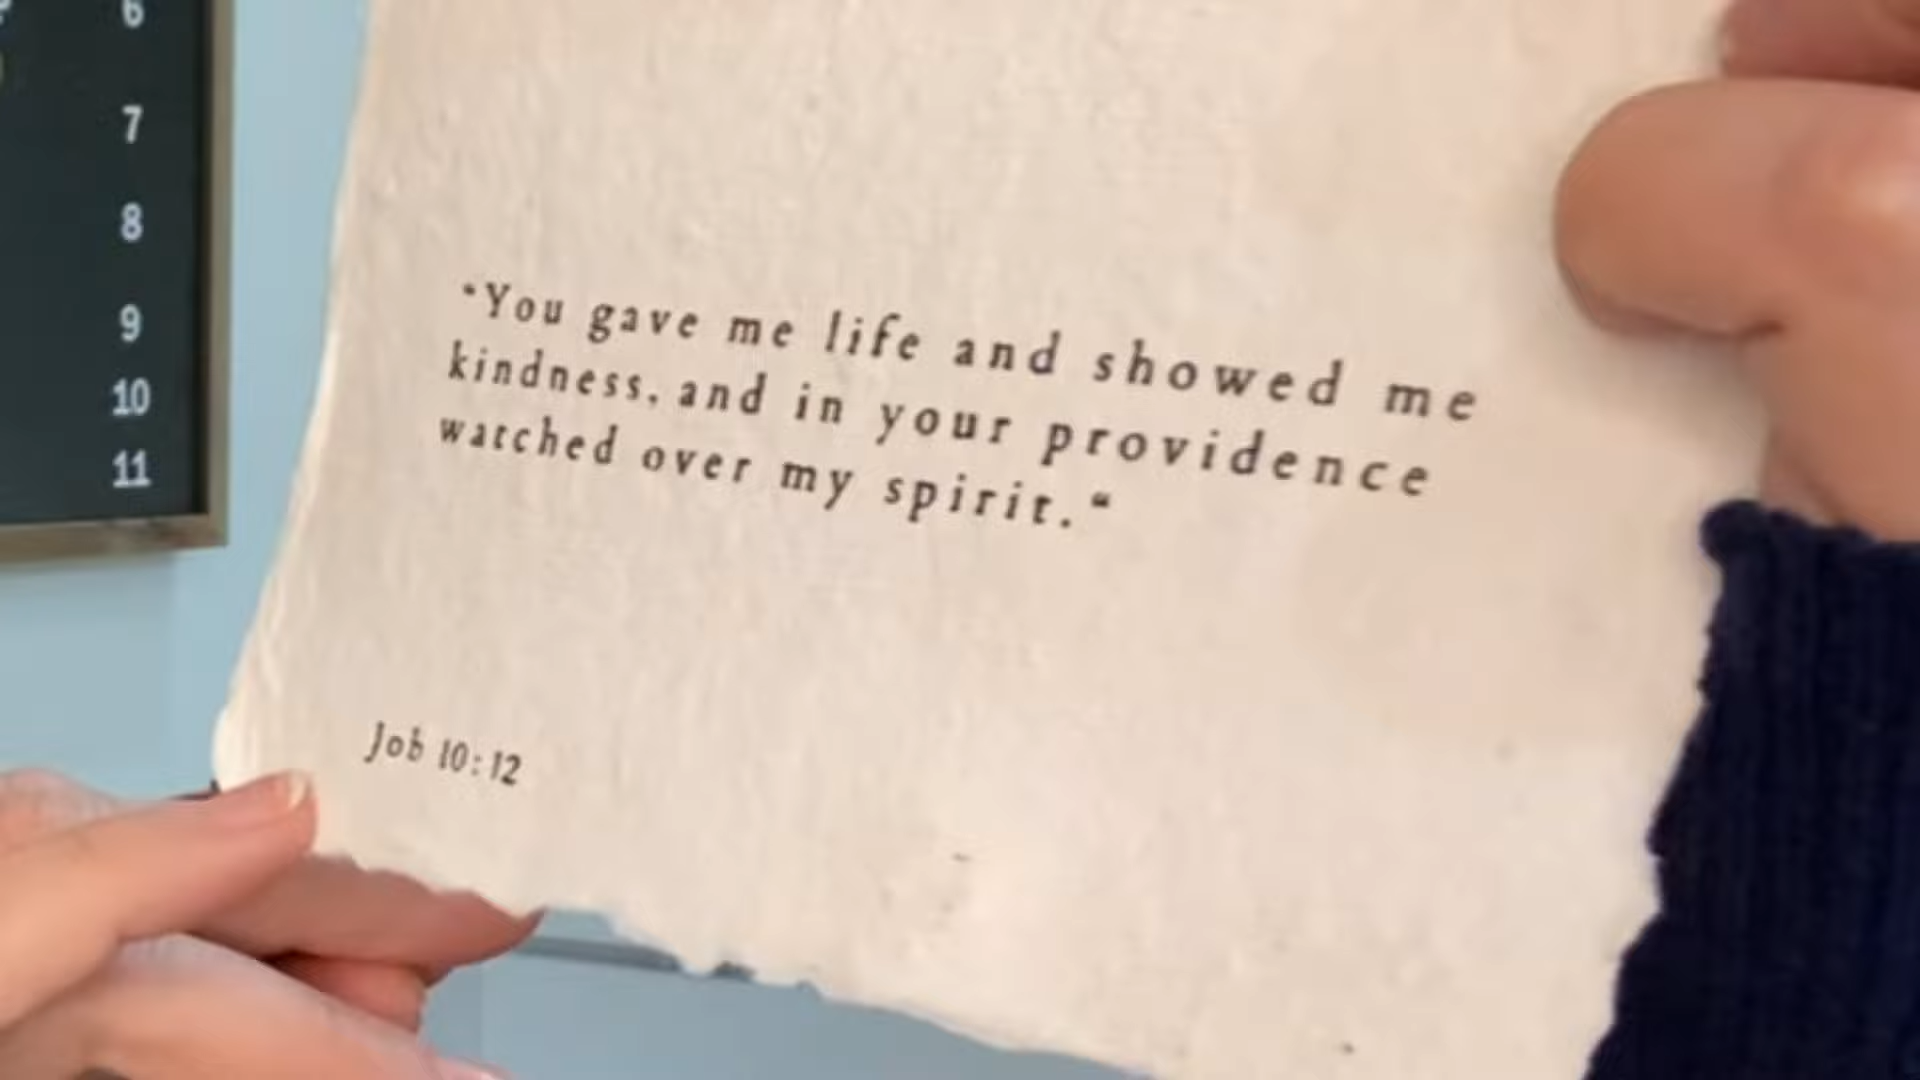 6
7
8
9
10
11
"You gave me life and showed me
kindness, and in your providence
watched over my spirit."
Job 10:12